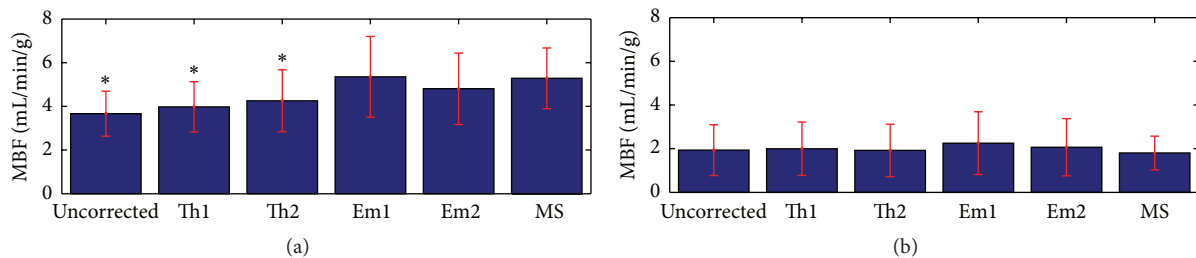 8
6
4
2
0
MBF (mL/min/g)
* * *
Uncorrected Th1 Th2 Em1 Em2 MS
(a)
8
6
4
2
0
MBF (mL/min/g)
Uncorrected Th1 Th2 Em1 Em2 MS
(b)